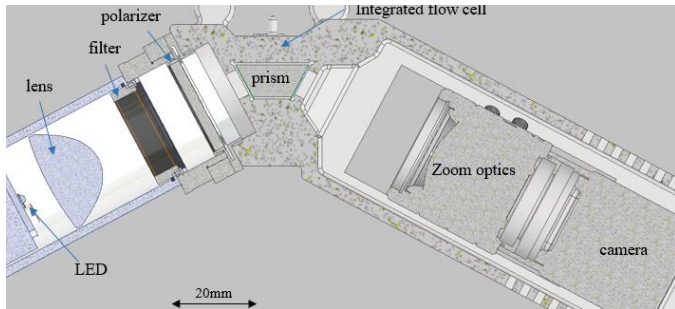 Integrated flow cell
polarizer
filter
prism
lens
Zoom optics
camera
LED
20mm